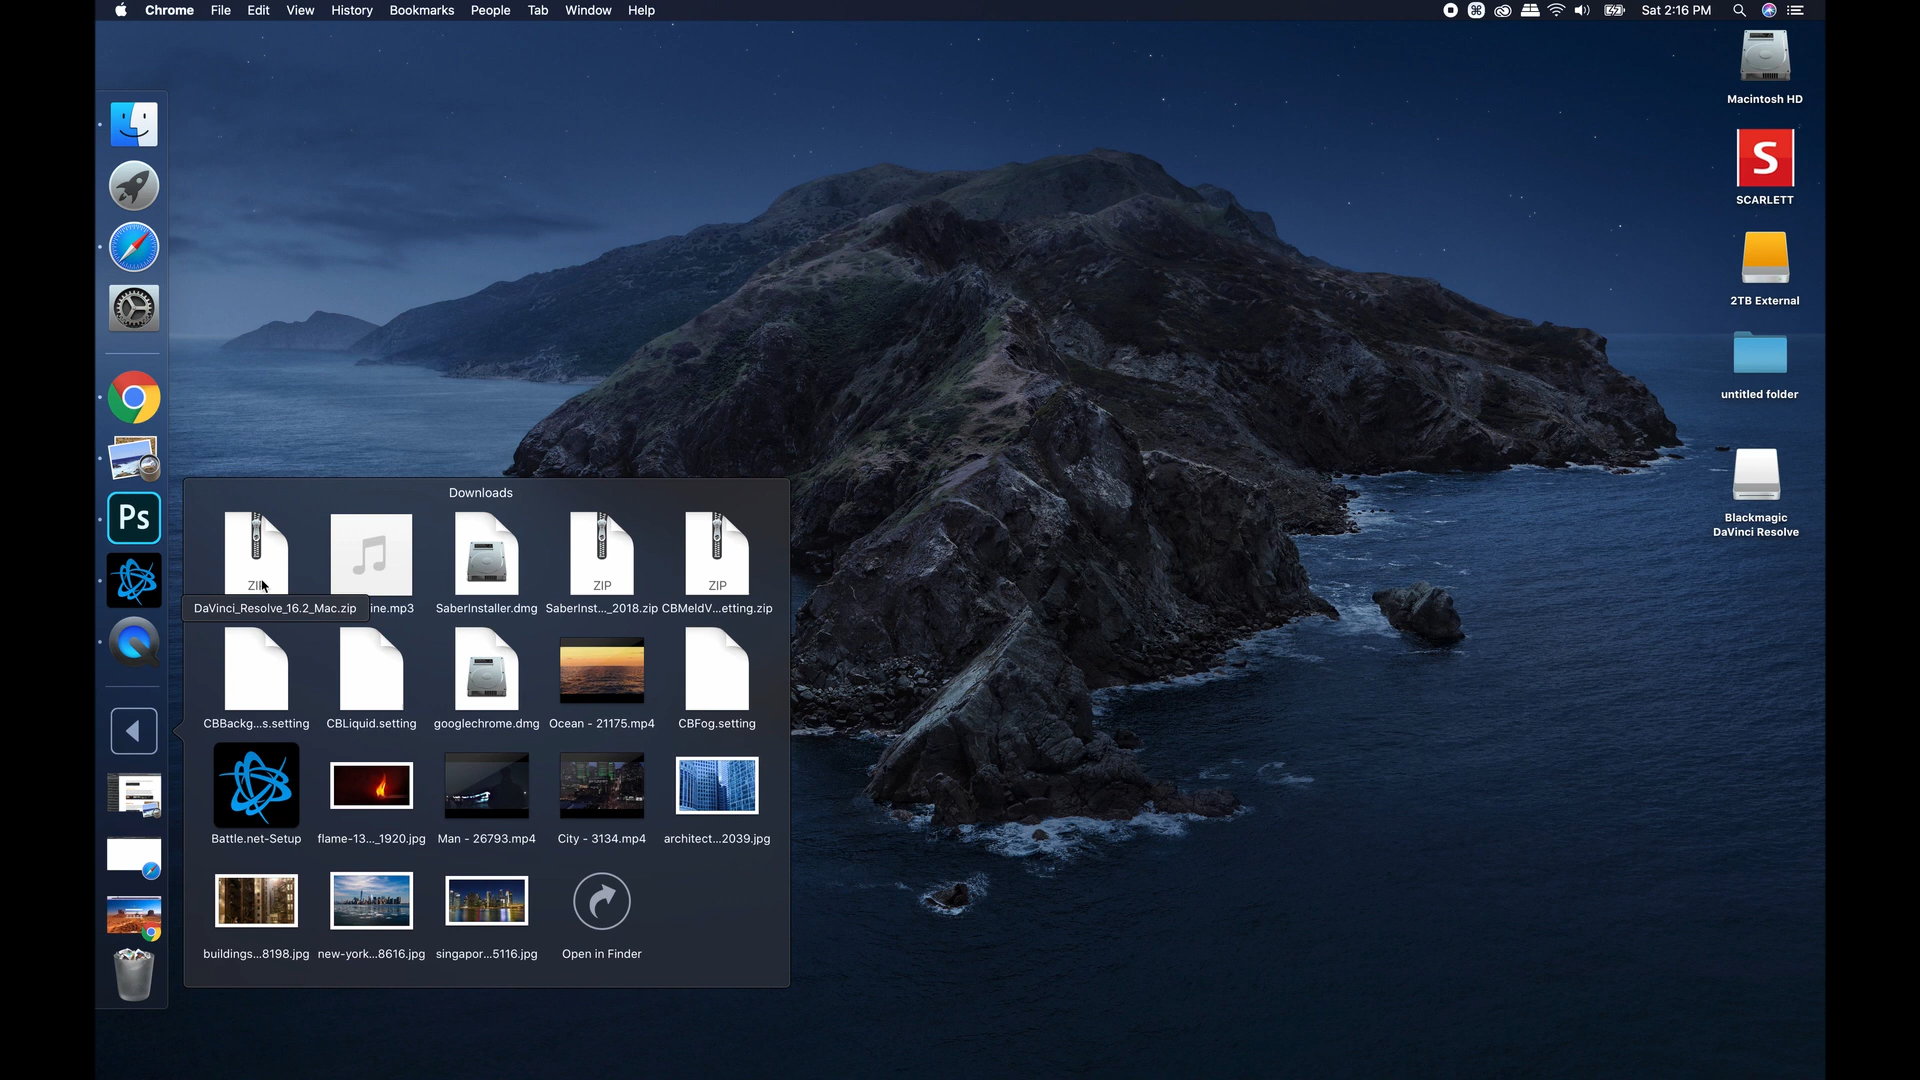 Chrome File Edit View History Bookmarks People Tab Window Help
Sat 2:16 PM
Macintosh HD
S
SCARLETT
2TB External
untitled folder
Blackmagic
DaVinci Resolve
Ps
Downloads
ZIP ZIP ZIP
DaVinci_Resolve_16.2_Mac.zip ine.mp3 SaberInstaller.dmg SaberInst..._2018.zip CBMeldV...etting.zip
CBBackg...s.setting CBLiquid.setting googlechrome.dmg Ocean - 21175.mp4 CBFog.setting
Battle.net-Setup flame-13..._1920.jpg Man - 26793.mp4 City - 3134.mp4 architect...2039.jpg
buildings...8198.jpg new-york...8616.jpg singapor...5116.jpg Open in Finder